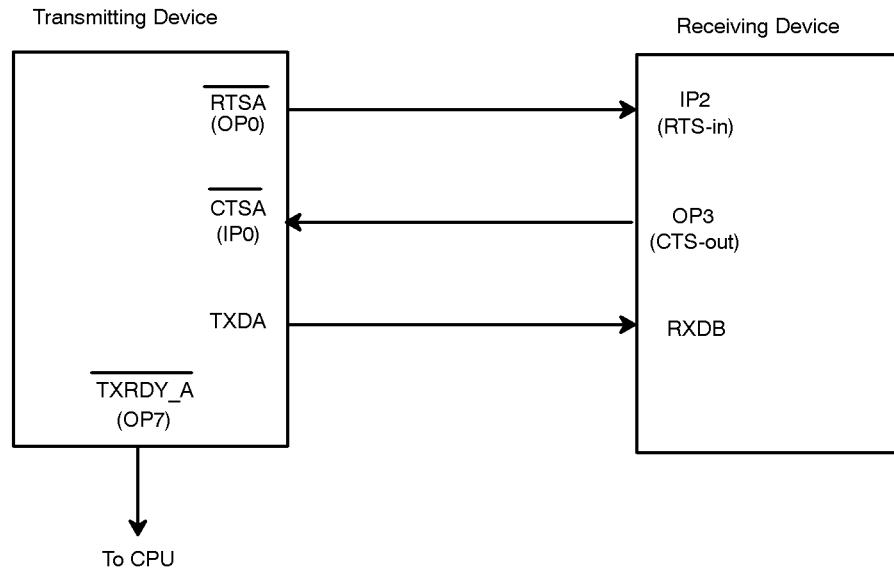 Transmitting Device
Receiving Device
RTSA
(OP0)
IP2
(RTS-in)
CTSA
(IP0)
OP3
(CTS-out)
TXDA
RXDB
TXRDY_A
(OP7)
To CPU